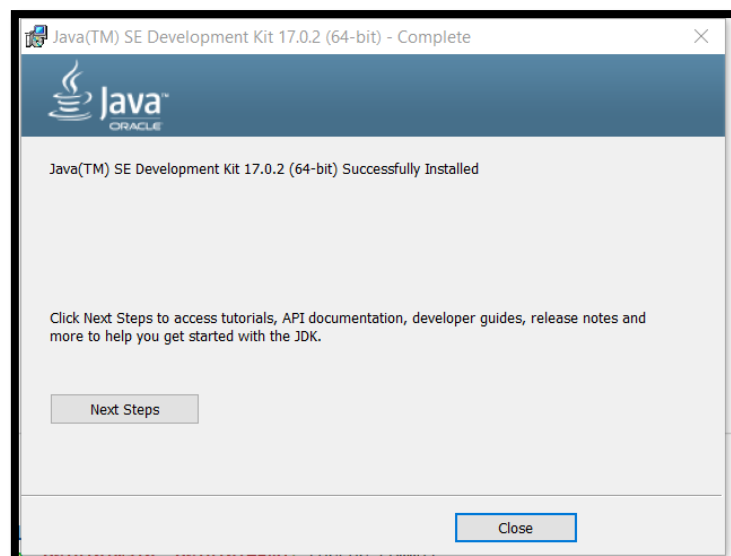 Java(TM) SE Development Kit 17.0.2 (64-bit) - Complete
Java™
ORACLE
Java(TM) SE Development Kit 17.0.2 (64-bit) Successfully Installed
Click Next Steps to access tutorials, API documentation, developer guides, release notes and
more to help you get started with the JDK.
Next Steps
Close